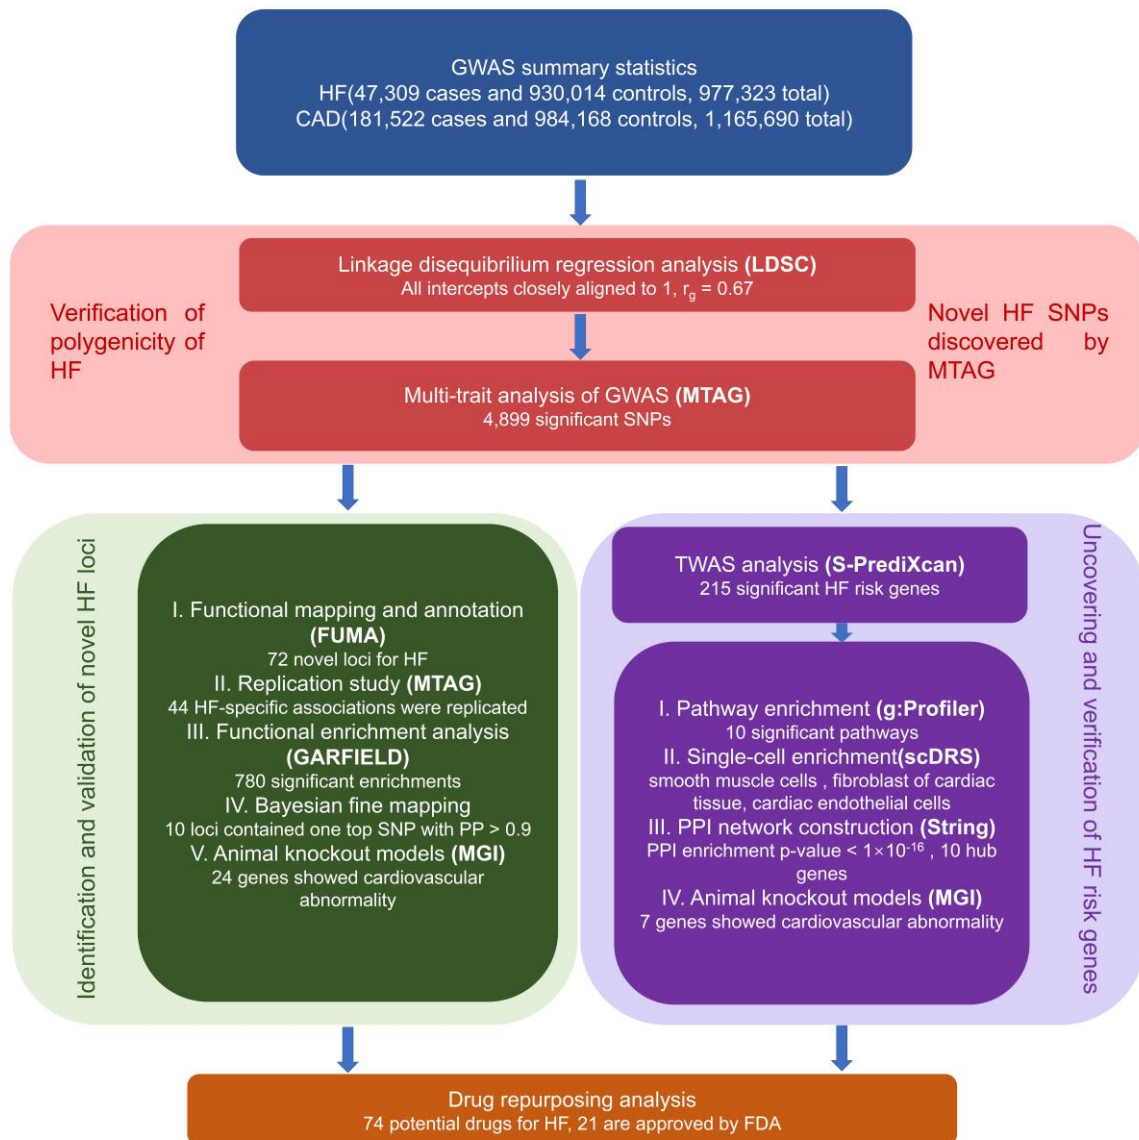 GWAS summary statistics
HF(47,309 cases and 930,014 controls, 977,323 total)
CAD(181,522 cases and 984,168 controls, 1,165,690 total)
Verification of
polygenicity of
HF
Linkage disequilibrium regression analysis (LDSC)
All intercepts closely aligned to 1, r_g = 0.67
Multi-trait analysis of GWAS (MTAG)
4,899 significant SNPs
Novel HF SNPs
discovered by
MTAG
Identification and validation of novel HF loci
I. Functional mapping and annotation
(FUMA)
72 novel loci for HF
II. Replication study (MTAG)
44 HF-specific associations were replicated
III. Functional enrichment analysis
(GARFIELD)
780 significant enrichments
IV. Bayesian fine mapping
10 loci contained one top SNP with PP > 0.9
V. Animal knockout models (MGI)
24 genes showed cardiovascular
abnormality
TWAS analysis (S-PrediXcan)
215 significant HF risk genes
I. Pathway enrichment (g:Profiler)
10 significant pathways
II. Single-cell enrichment(scDRS)
smooth muscle cells , fibroblast of cardiac
tissue, cardiac endothelial cells
III. PPI network construction (String)
PPI enrichment p-value < 1×10⁻¹⁶ , 10 hub
genes
IV. Animal knockout models (MGI)
7 genes showed cardiovascular abnormality
Uncovering and verification of HF risk genes
Drug repurposing analysis
74 potential drugs for HF, 21 are approved by FDA